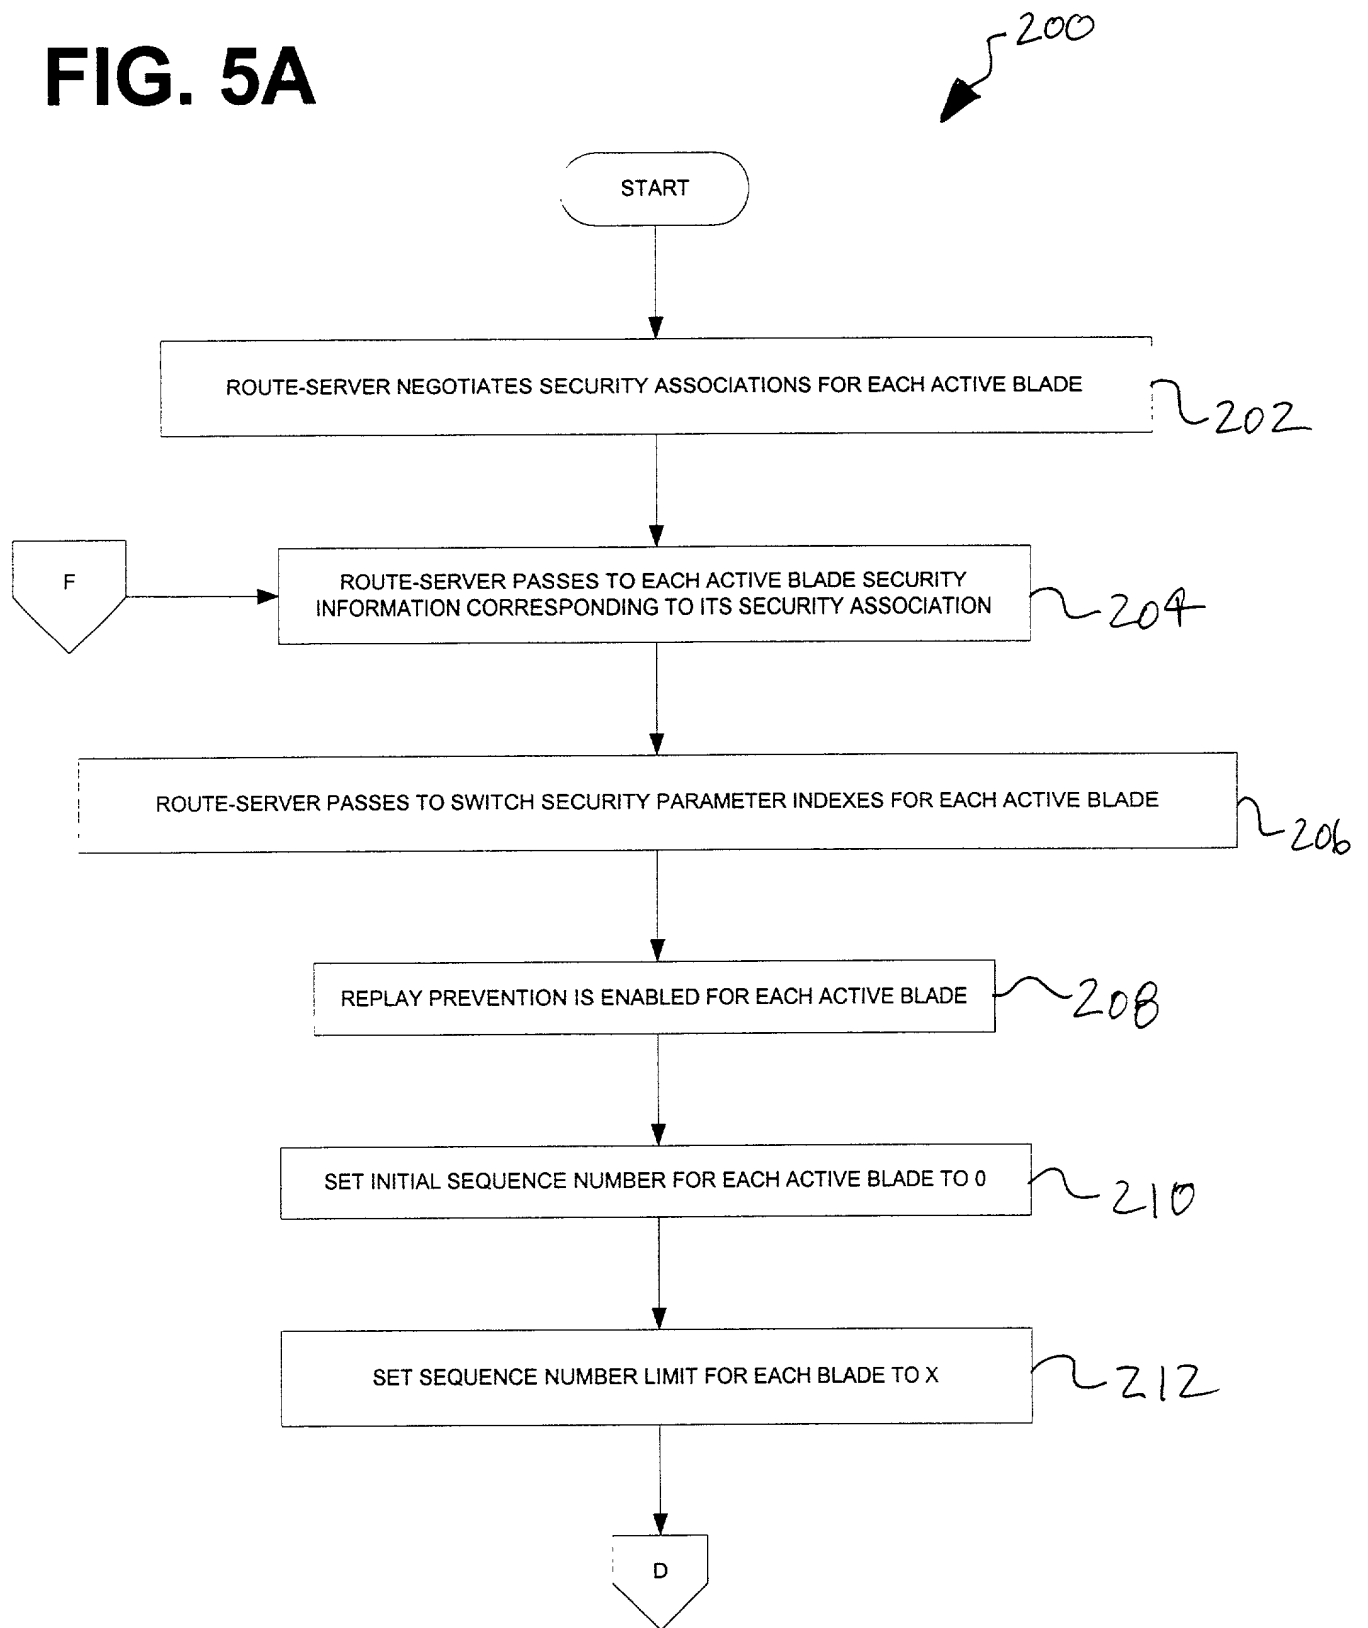 FIG. 5A
200
START
ROUTE-SERVER NEGOTIATES SECURITY ASSOCIATIONS FOR EACH ACTIVE BLADE
202
F
ROUTE-SERVER PASSES TO EACH ACTIVE BLADE SECURITY
INFORMATION CORRESPONDING TO ITS SECURITY ASSOCIATION
204
ROUTE-SERVER PASSES TO SWITCH SECURITY PARAMETER INDEXES FOR EACH ACTIVE BLADE
206
REPLAY PREVENTION IS ENABLED FOR EACH ACTIVE BLADE
208
SET INITIAL SEQUENCE NUMBER FOR EACH ACTIVE BLADE TO 0
210
SET SEQUENCE NUMBER LIMIT FOR EACH BLADE TO X
212
D